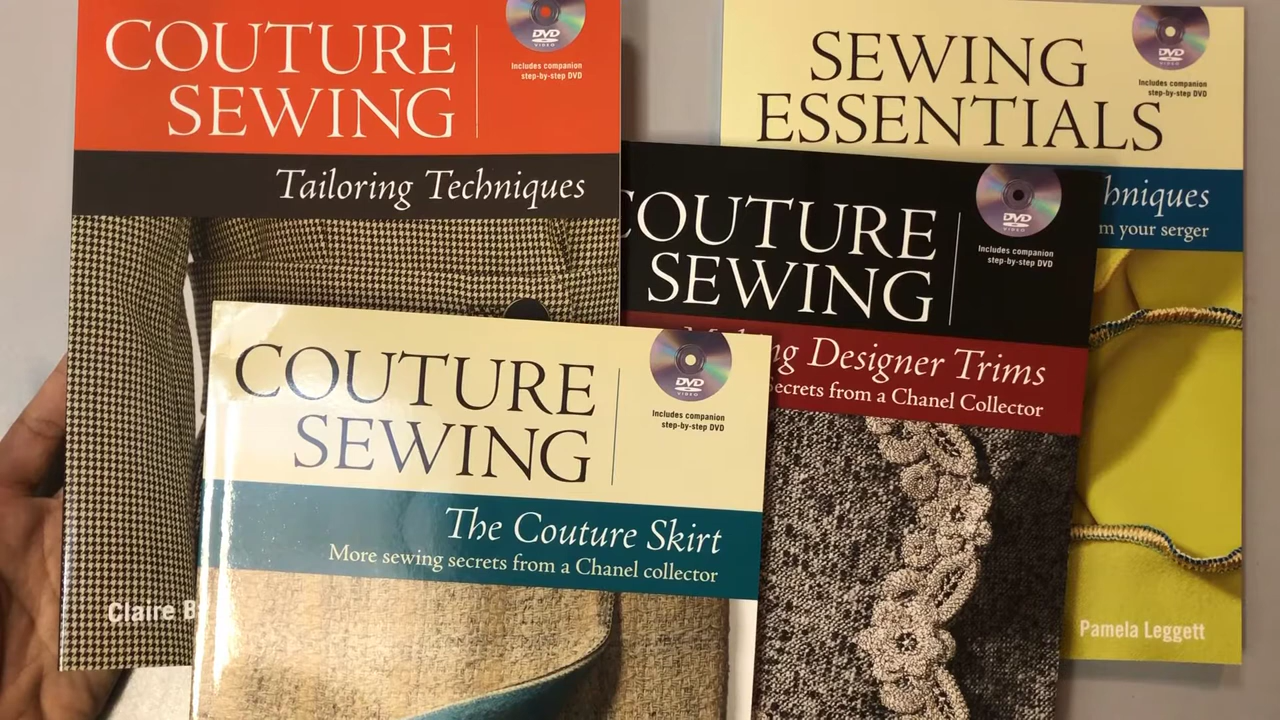 COUTURE
SEWING
Tailoring Techniques
DVD
VIDEO
Includes companion
step-by-step DVD
Claire
SEWING
ESSENTIALS
DVD
VIDEO
Includes companion
step-by-step DVD
hniques
m your serger
Pamela Leggett
COUTURE
SEWING
DVD
VIDEO
Includes companion
step-by-step DVD
ng Designer Trims
Secrets from a Chanel Collector
COUTURE
SEWING
DVD
VIDEO
Includes companion
step-by-step DVD
The Couture Skirt
More sewing secrets from a Chanel collector